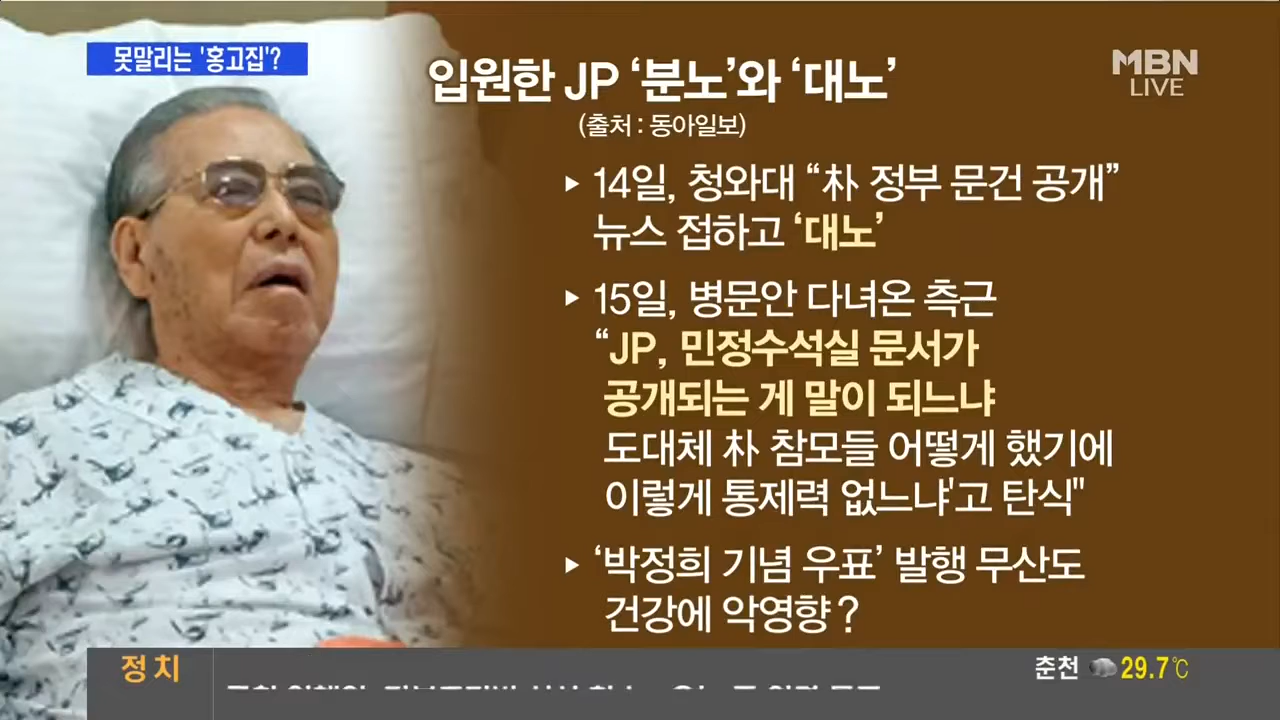 못말리는 '홍고집'?
입원한 JP ‘분노’와 ‘대노’
(출처 : 동아일보)
MBN
LIVE
▸ 14일, 청와대 “朴 정부 문건 공개”
뉴스 접하고 ‘대노’
▸ 15일, 병문안 다녀온 측근
“JP, 민정수석실 문서가
공개되는 게 말이 되느냐
도대체 朴 참모들 어떻게 했기에
이렇게 통제력 없느냐'고 탄식"
▸ ‘박정희 기념 우표’ 발행 무산도
건강에 악영향?
정치
춘천 29.7℃